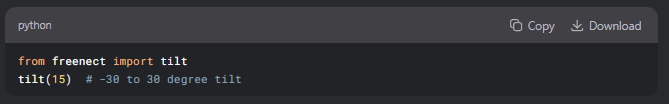 python
Copy
Download
from freenect import tilt
tilt(15)  # -30 to 30 degree tilt